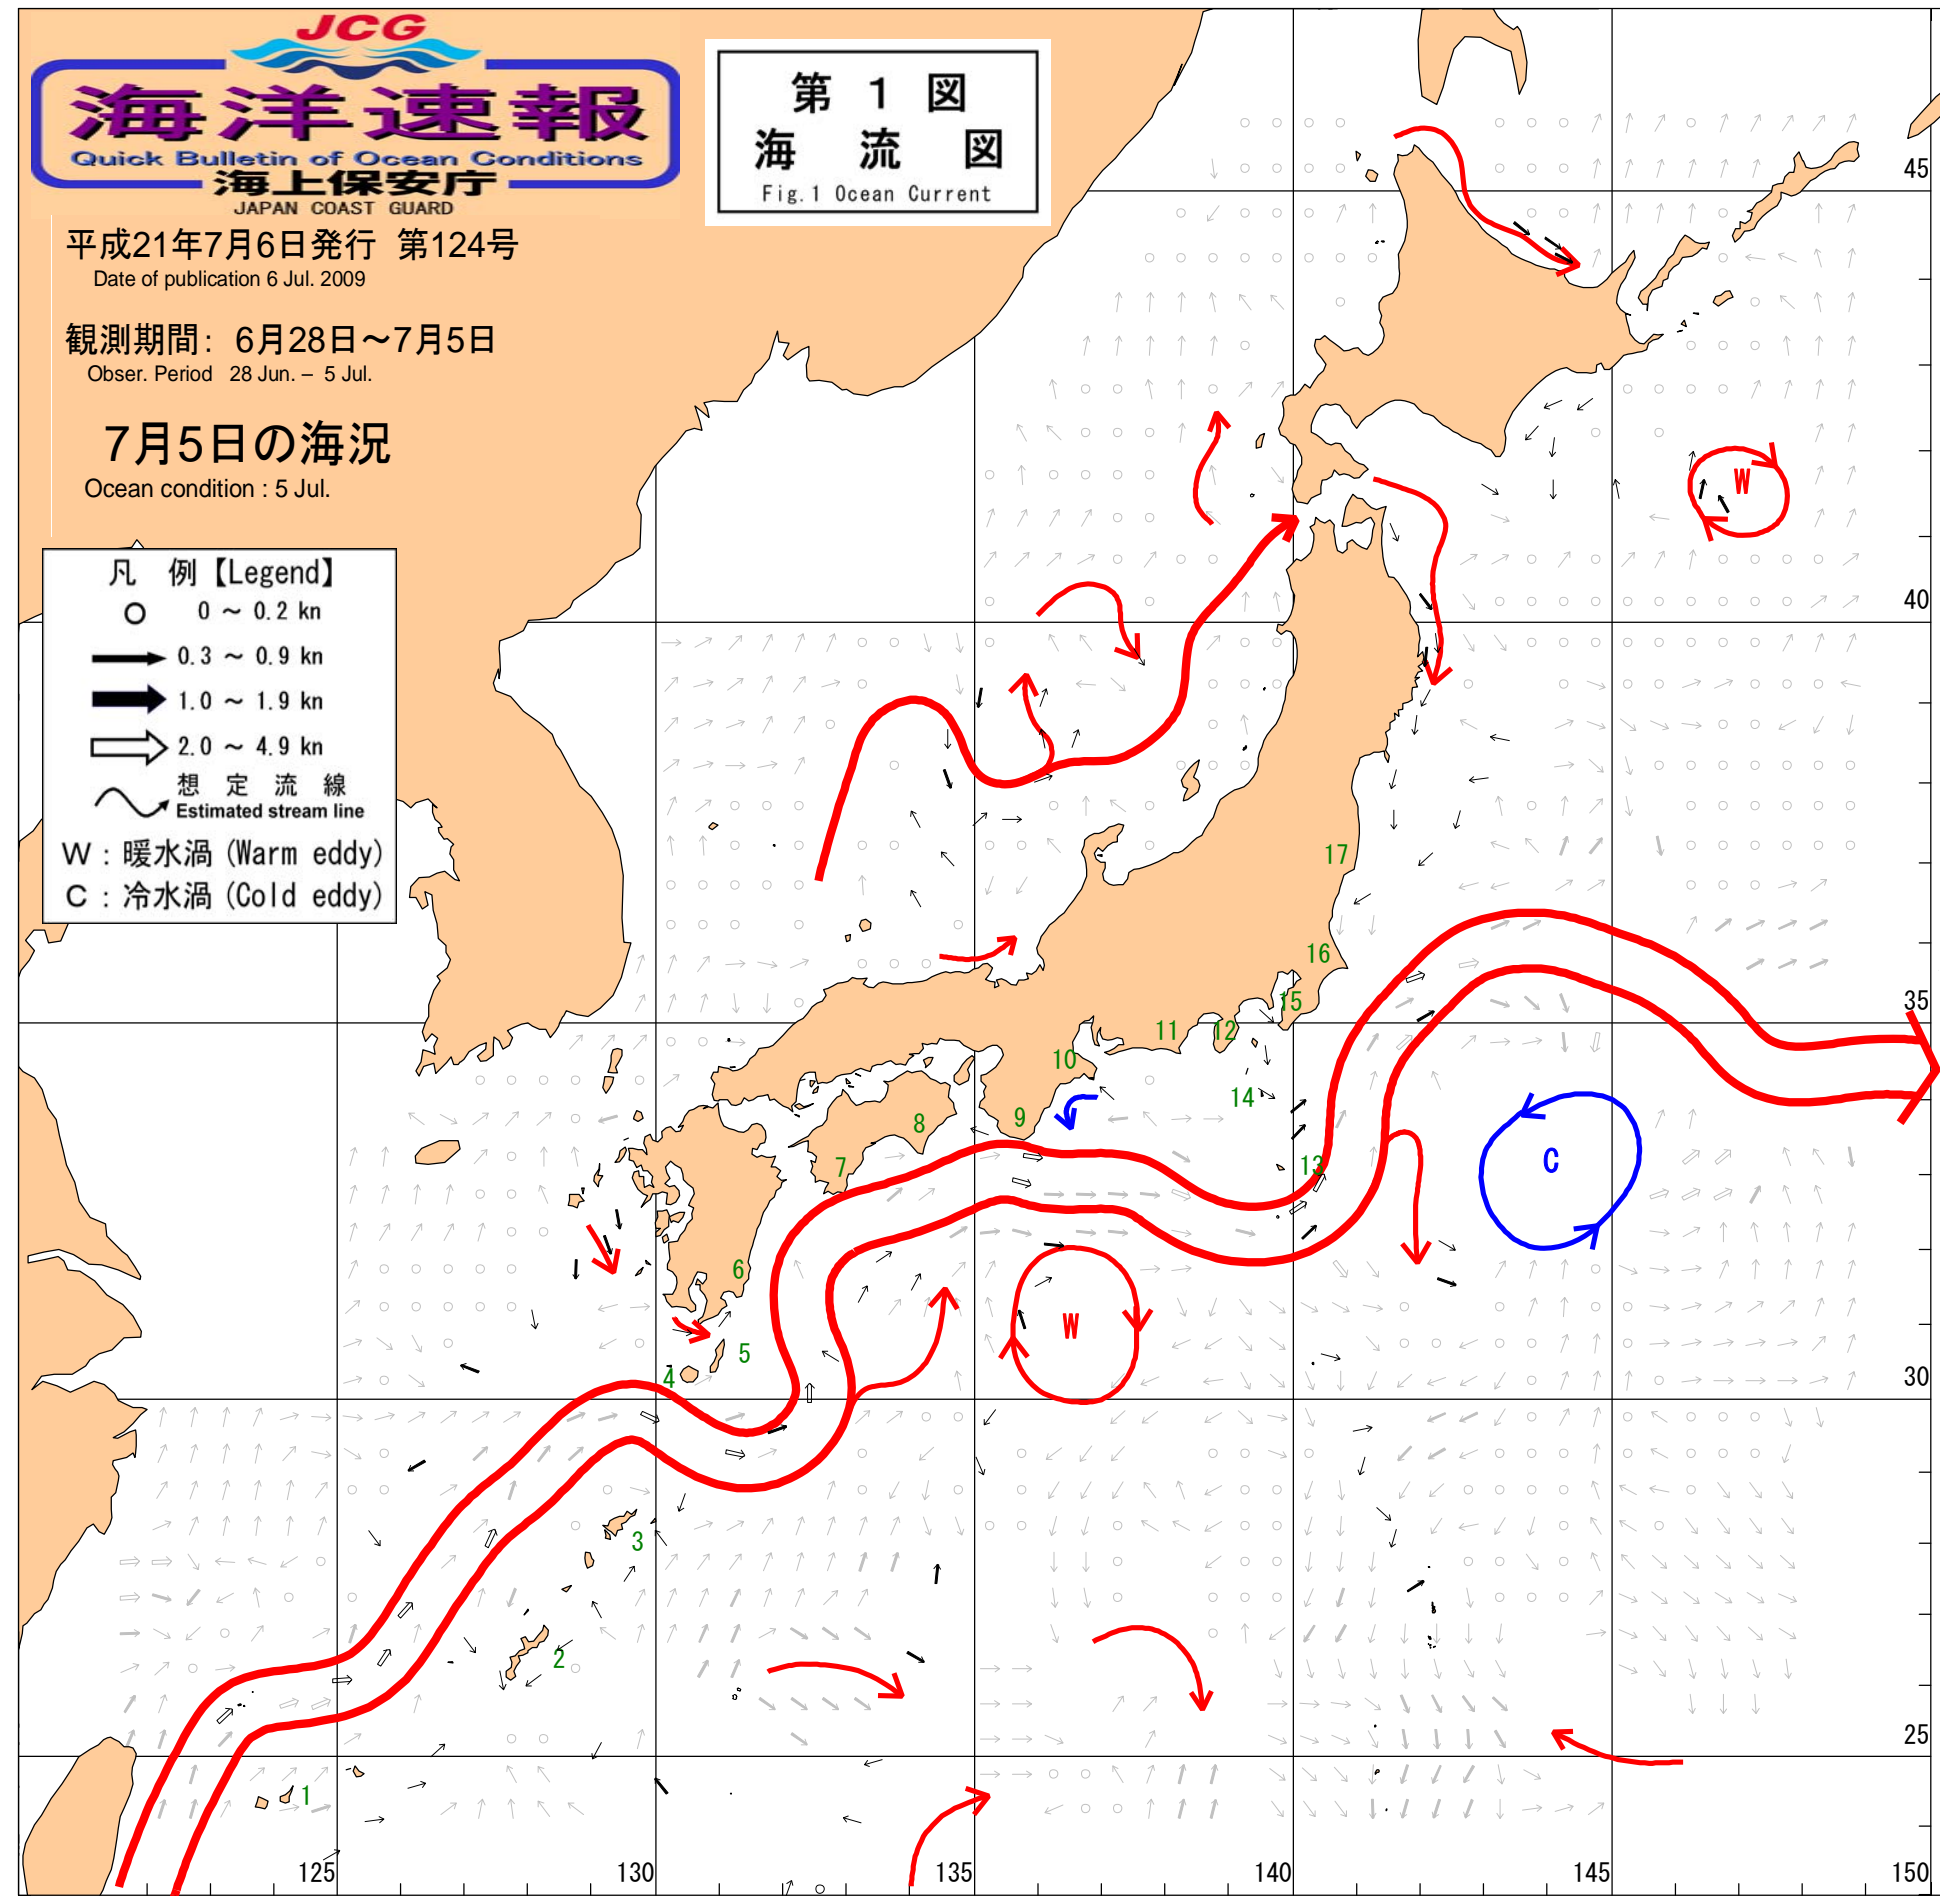 JCG
海洋速報
Quick Bulletin of Ocean Conditions
海上保安庁
JAPAN COAST GUARD
第 1 図
海 流 図
Fig.1 Ocean Current
平成21年7月6日発行 第124号
Date of publication 6 Jul. 2009
観測期間: 6月28日~7月5日
Obser. Period 28 Jun. – 5 Jul.
7月5日の海況
Ocean condition : 5 Jul.
凡 例【Legend】
0 ~ 0.2 kn
0.3 ~ 0.9 kn
1.0 ~ 1.9 kn
2.0 ~ 4.9 kn
想 定 流 線
Estimated stream line
W : 暖水渦 (Warm eddy)
C : 冷水渦 (Cold eddy)
45
W
40
17
16
35
15
12
11
10
14
9
8
13
7
C
6
W
5
4
30
3
2
25
1
125
130
135
140
145
150